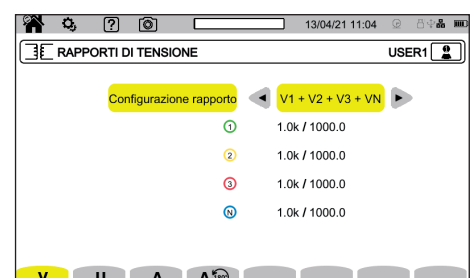 13/04/21 11:04
RAPPORTI DI TENSIONE USER1
Configurazione rapporto V1 + V2 + V3 + VN
1 1.0k / 1000.0
2 1.0k / 1000.0
3 1.0k / 1000.0
N 1.0k / 1000.0
V U A A